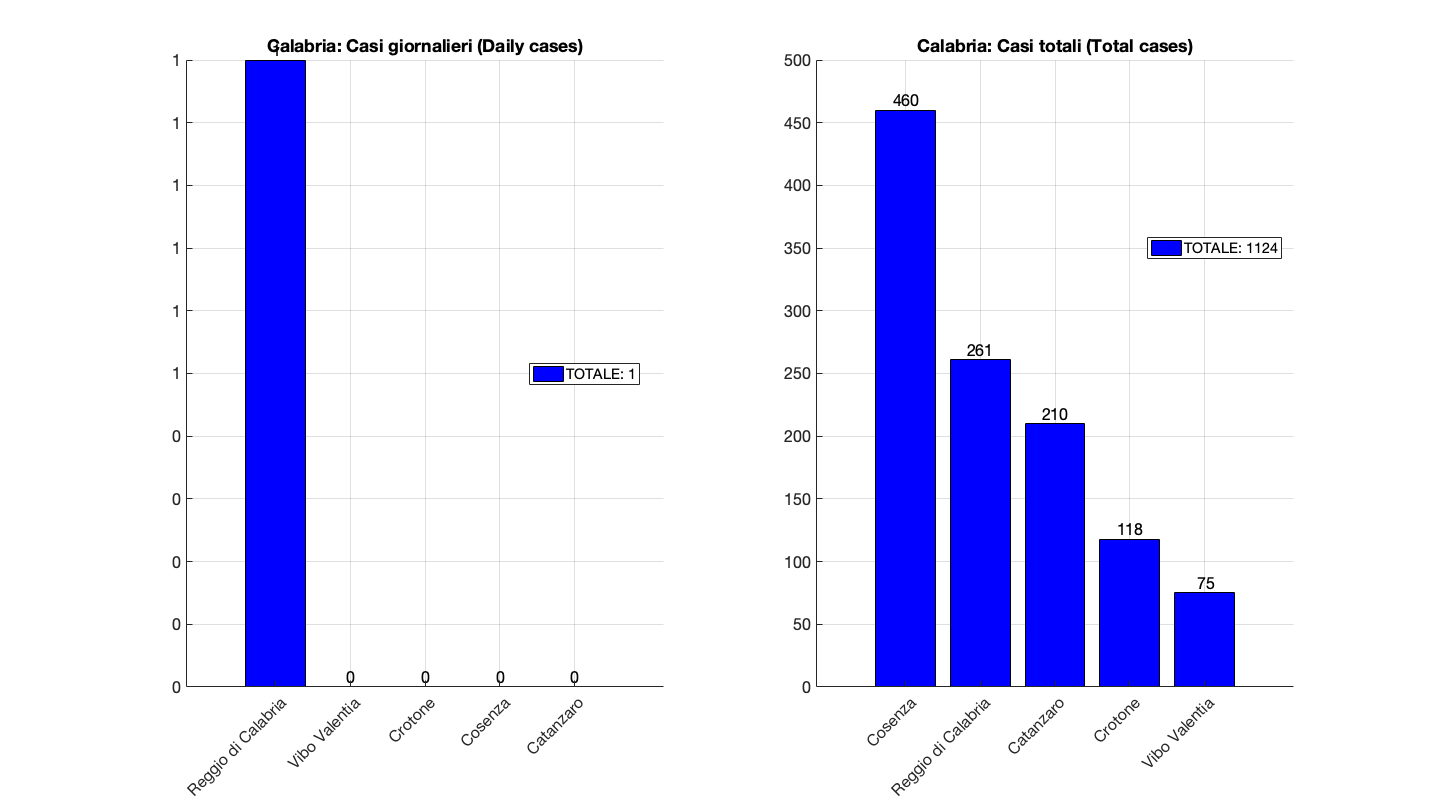 Calabria: Casi giornalieri (Daily cases)
1
1
1
1
1
1
1
0
0
0
0
0
0
0
0
0
TOTALE: 1
Reggio di Calabria
Vibo Valentia
Crotone
Cosenza
Catanzaro
Calabria: Casi totali (Total cases)
500
450
400
350
300
250
200
150
100
50
0
460
261
210
118
75
TOTALE: 1124
Cosenza
Reggio di Calabria
Catanzaro
Crotone
Vibo Valentia